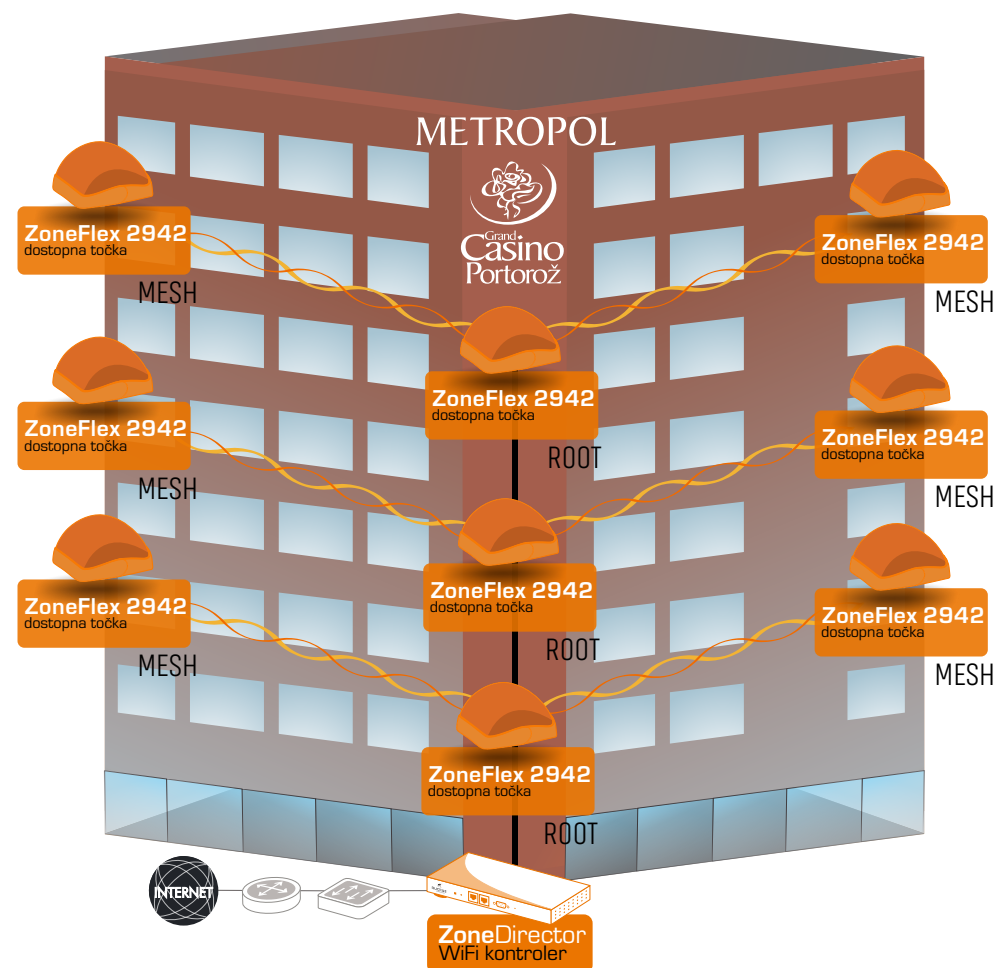 METROPOL
Grand
Casino
Portorož
ZoneFlex 2942
dostopna točka
MESH
ZoneFlex 2942
dostopna točka
MESH
ZoneFlex 2942
dostopna točka
ROOT
ZoneFlex 2942
dostopna točka
MESH
ZoneFlex 2942
dostopna točka
MESH
ZoneFlex 2942
dostopna točka
ROOT
ZoneFlex 2942
dostopna točka
MESH
ZoneFlex 2942
dostopna točka
MESH
ZoneFlex 2942
dostopna točka
ROOT
INTERNET
ZoneDirector
WiFi kontroler